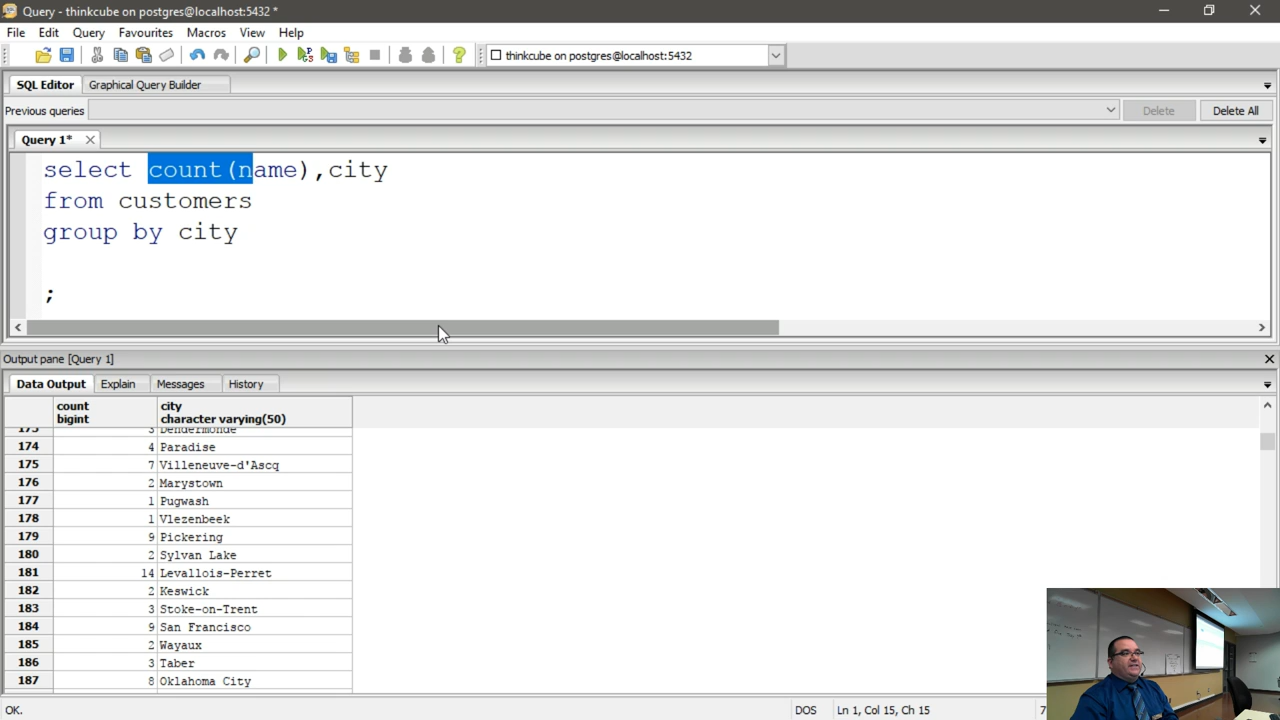 Query - thinkcube on postgres@localhost:5432 *
File Edit Query Favourites Macros View Help
thinkcube on postgres@localhost:5432
SQL Editor Graphical Query Builder
Previous queries Delete Delete All
Query 1*
select count(name),city
from customers
group by city
;
Output pane [Query 1]
Data Output Explain Messages History
count city
bigint character varying(50)
173 3 Dendermonde
174 4 Paradise
175 7 Villeneuve-d'Ascq
176 2 Marystown
177 1 Pugwash
178 1 Vlezenbeek
179 9 Pickering
180 2 Sylvan Lake
181 14 Levallois-Perret
182 2 Keswick
183 3 Stoke-on-Trent
184 9 San Francisco
185 2 Wayaux
186 3 Taber
187 8 Oklahoma City
OK. DOS Ln 1, Col 15, Ch 15 7